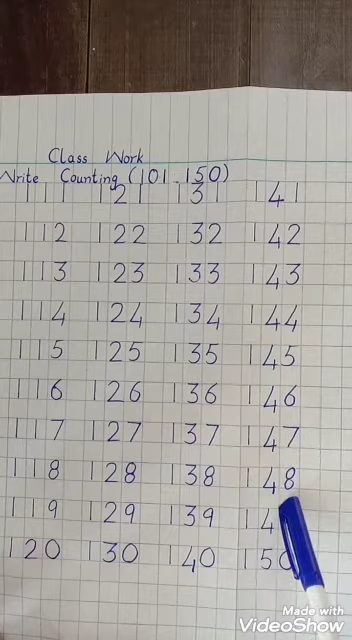 Class Work
Write Counting (101-150)
111 121 131 141
112 122 132 142
113 123 133 143
114 124 134 144
115 125 135 145
116 126 136 146
117 127 137 147
118 128 138 148
119 129 139 14
120 130 140 150
Made with
VideoShow